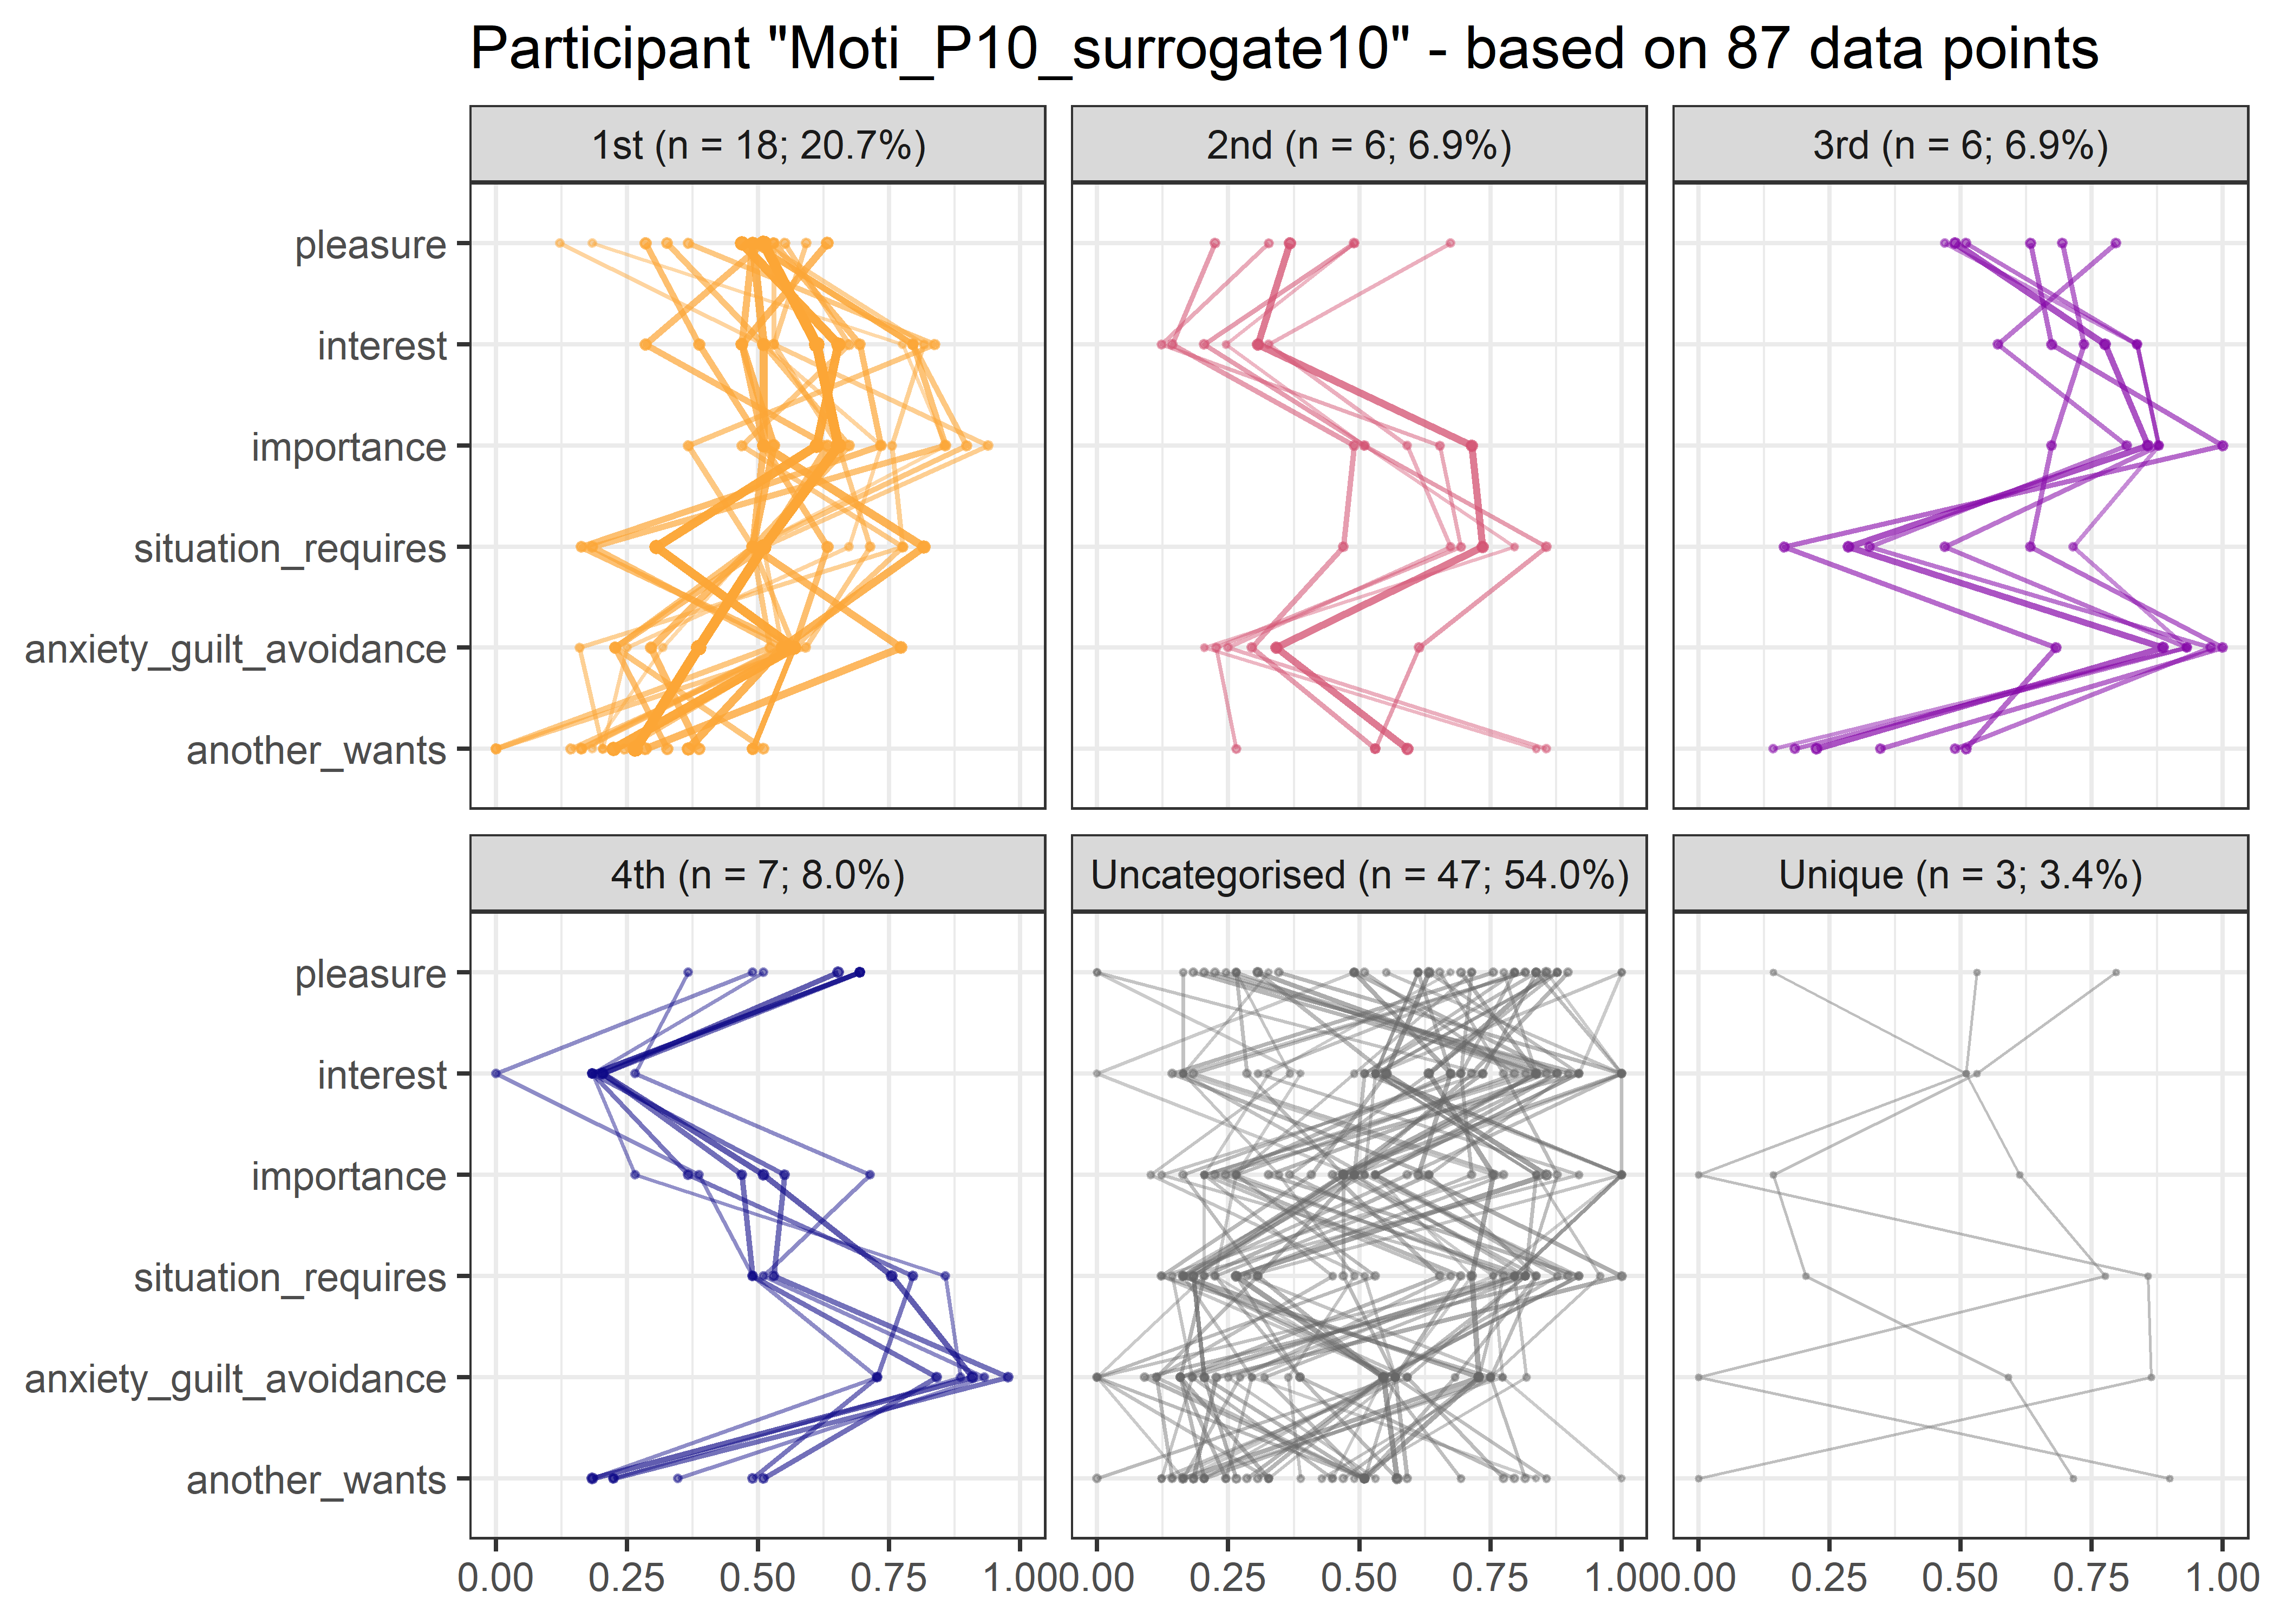 Participant "Moti_P10_surrogate10" - based on 87 data points
1st (n = 18; 20.7%)
2nd (n = 6; 6.9%)
3rd (n = 6; 6.9%)
pleasure
interest
importance
situation_requires
anxiety_guilt_avoidance
another_wants
4th (n = 7; 8.0%)
Uncategorised (n = 47; 54.0%)
Unique (n = 3; 3.4%)
pleasure
interest
importance
situation_requires
anxiety_guilt_avoidance
another_wants
0.00 0.25 0.50 0.75 1.00
0.00 0.25 0.50 0.75 1.00
0.00 0.25 0.50 0.75 1.00